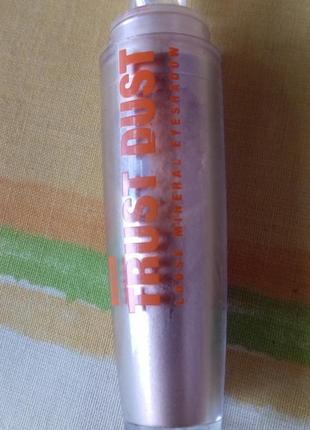 TRUST DUST
LOOSE MINERAL EYESHADOW